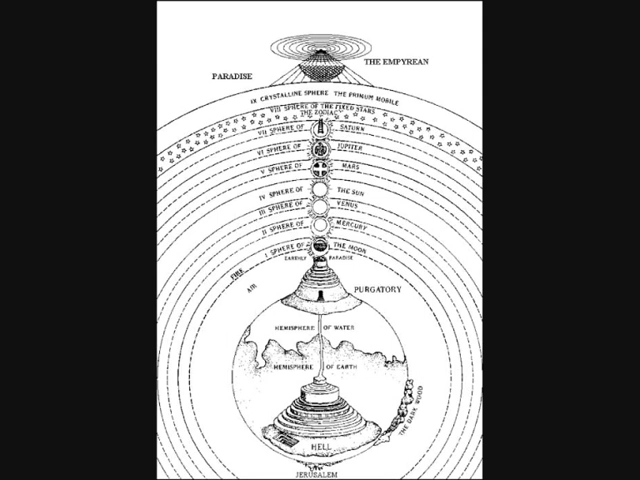 THE EMPYREAN
PARADISE
IX CRYSTALLINE SPHERE THE PRIMUM MOBILE
VIII SPHERE OF THE FIXED STARS
THE ZODIAC
VII SPHERE OF SATURN
VI SPHERE OF JUPITER
V SPHERE OF MARS
IV SPHERE OF THE SUN
III SPHERE OF VENUS
II SPHERE OF MERCURY
I SPHERE OF THE MOON
EARTHLY PARADISE
FIRE
AIR
PURGATORY
HEMISPHERE OF WATER
HEMISPHERE OF EARTH
THE DARK WOOD
HELL
JERUSALEM